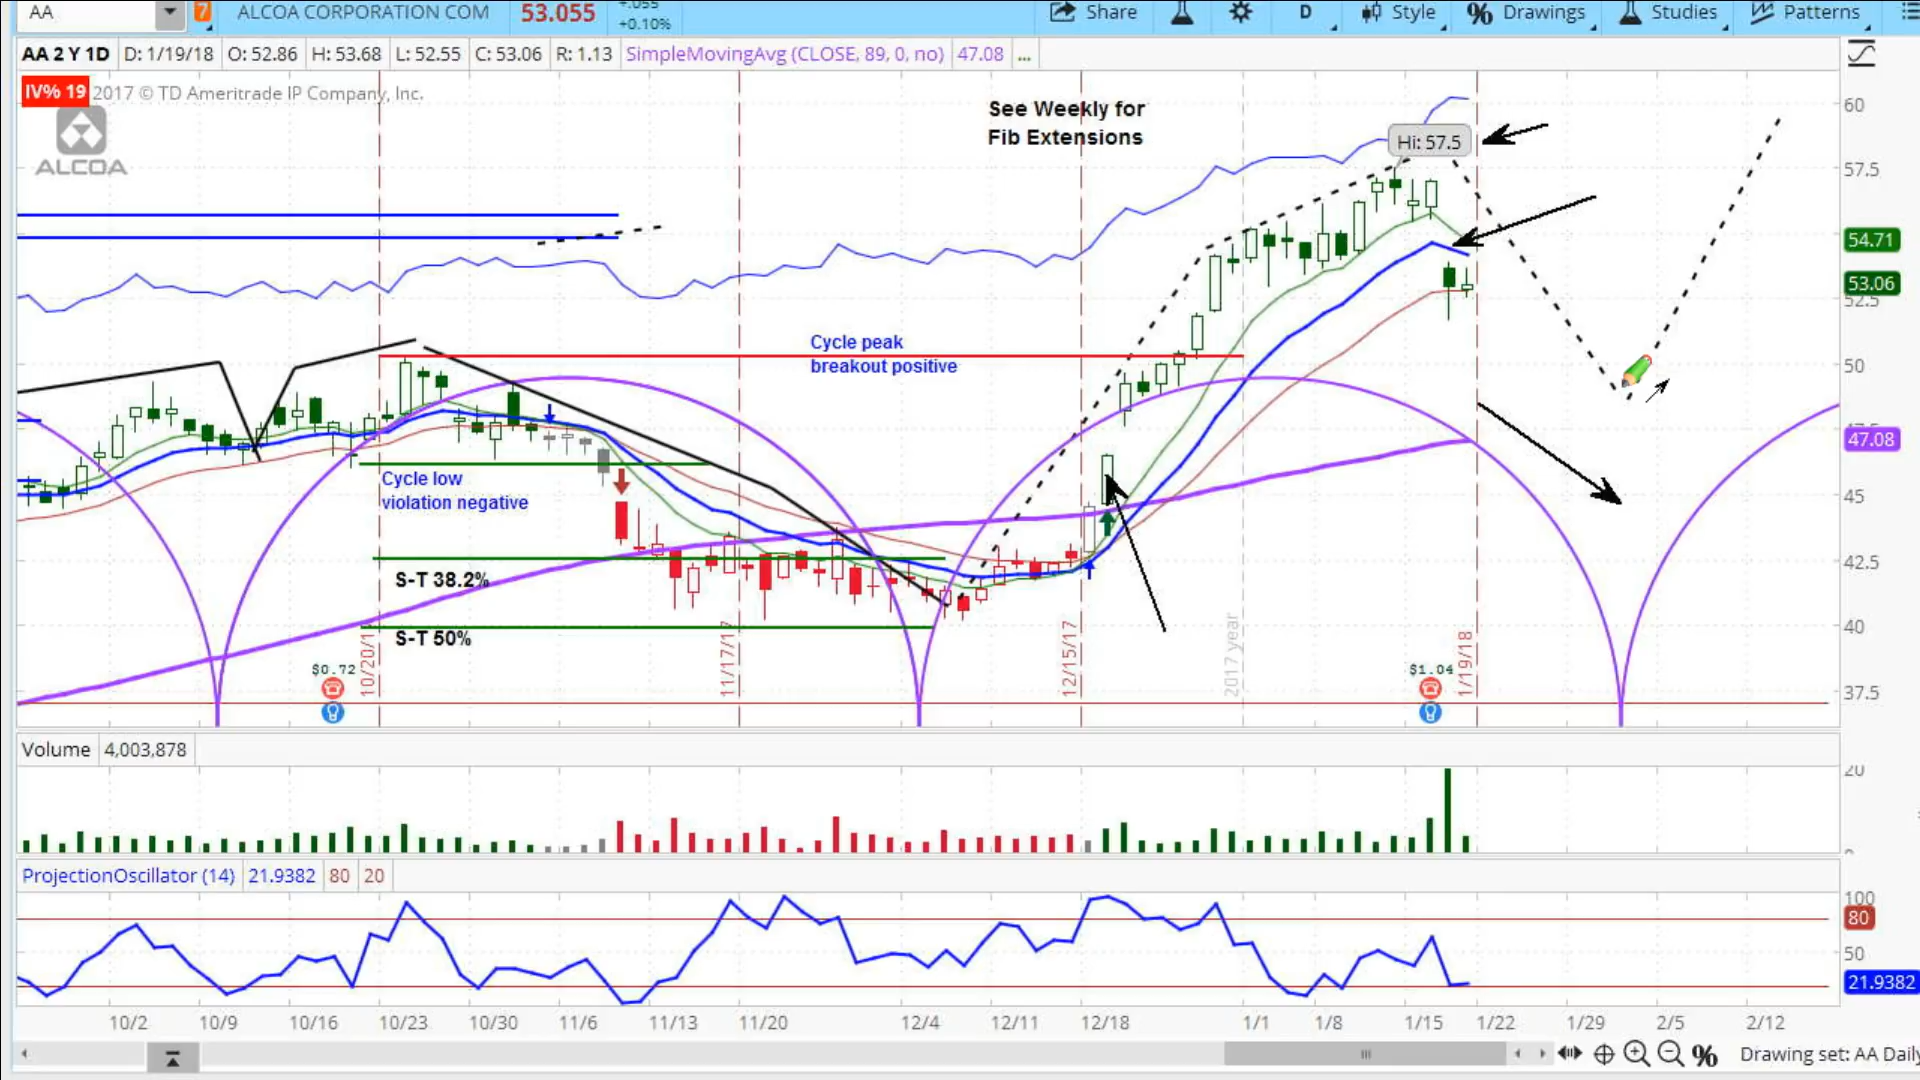 AA
7
ALCOA CORPORATION COM
53.055
+.055
+0.10%
Share
D
Style
Drawings
Studies
Patterns
AA 2 Y 1D
D: 1/19/18
O: 52.86
H: 53.68
L: 52.55
C: 53.06
R: 1.13
SimpleMovingAvg (CLOSE, 89, 0, no)
47.08
...
IV% 19
2017 © TD Ameritrade IP Company, Inc.
ALCOA
See Weekly for
Fib Extensions
Hi: 57.5
60
57.5
54.71
53.06
52.5
50
47.08
45
42.5
40
37.5
Cycle peak
breakout positive
Cycle low
violation negative
S-T 38.2%
S-T 50%
$0.72
10/20/1
11/17/17
12/15/17
2017 year
$1.04
1/19/18
Volume
4,003,878
20
0
ProjectionOscillator (14)
21.9382
80
20
100
80
50
21.9382
10/2
10/9
10/16
10/23
10/30
11/6
11/13
11/20
12/4
12/11
12/18
1/1
1/8
1/15
1/22
1/29
2/5
2/12
Drawing set: AA Daily